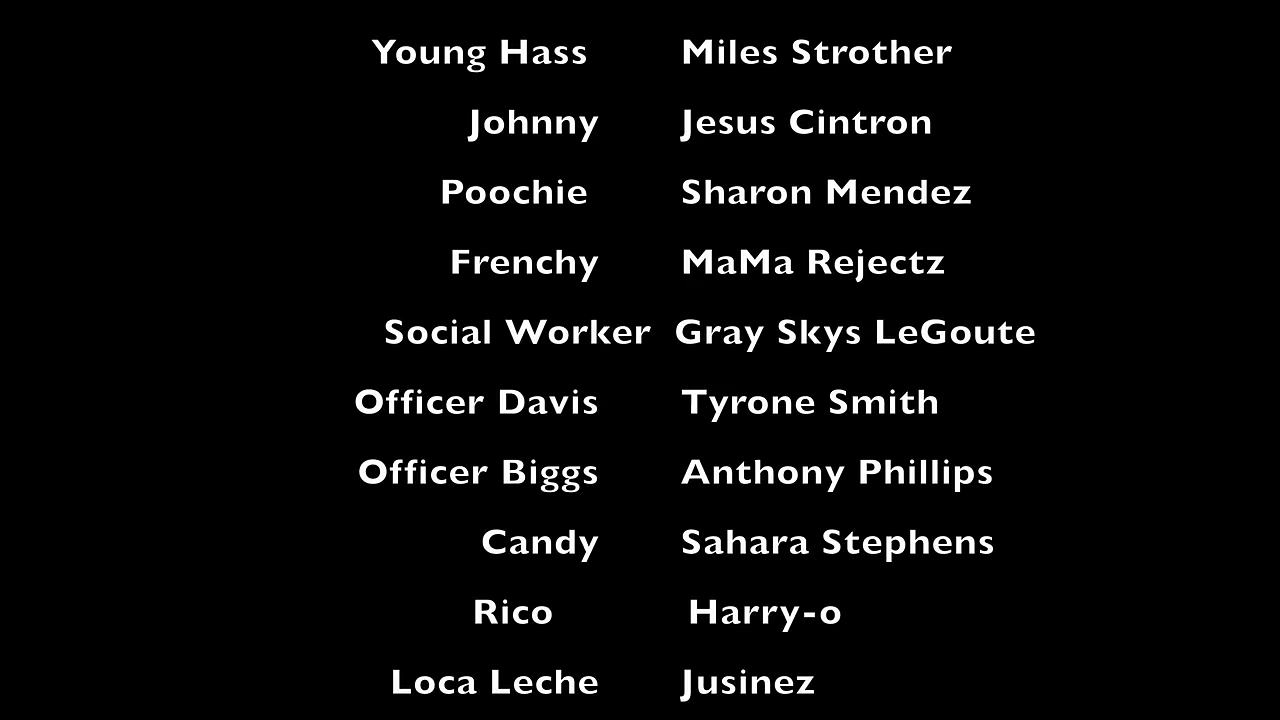 Young Hass Miles Strother
Johnny Jesus Cintron
Poochie Sharon Mendez
Frenchy MaMa Rejectz
Social Worker Gray Skys LeGoute
Officer Davis Tyrone Smith
Officer Biggs Anthony Phillips
Candy Sahara Stephens
Rico Harry-o
Loca Leche Jusinez